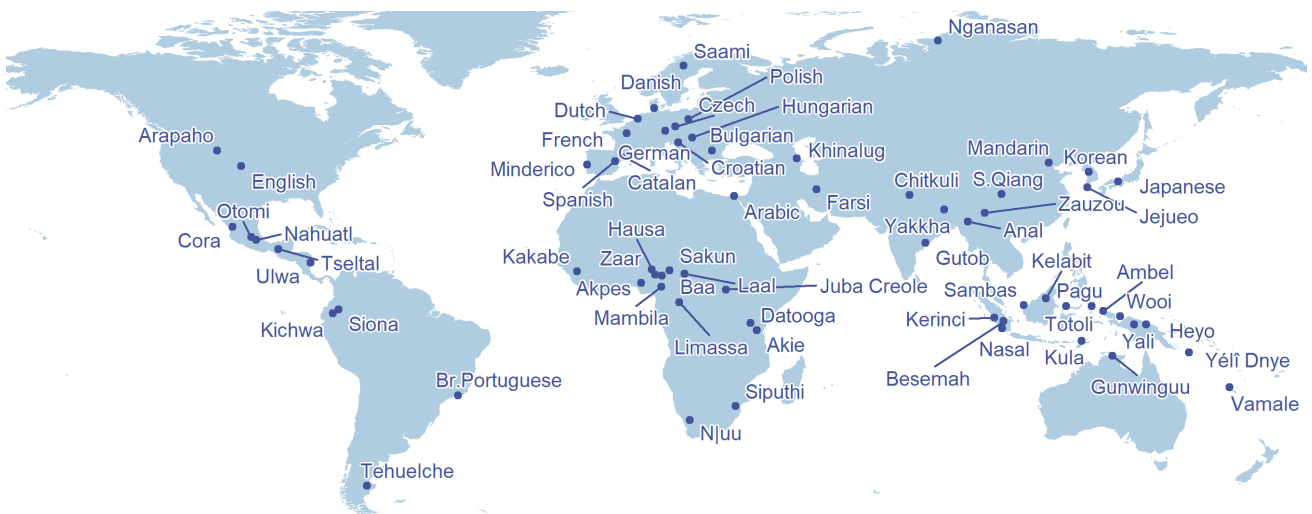 Nganasan
Saami
Polish
Danish
Czech
Hungarian
Dutch
Arapaho
French
Bulgarian
German
Croatian
Khinalug
Mandarin
Korean
Minderico
English
Catalan
Spanish
Chitkuli
S.Qiang
Japanese
Otomi
Arabic
Farsi
Zauzou
Jejueo
Cora
Nahuatl
Hausa
Yakkha
Anal
Tseltal
Kakabe
Zaar
Sakun
Gutob
Kelabit
Ulwa
Akpes
Baa
Laal
Juba Creole
Sambas
Pagu
Ambel
Wooi
Mambila
Datooga
Kerinci
Totoli
Kichwa
Siona
Limassa
Akie
Nasal
Kula
Yali
Heyo
Yélî Dnye
Br.Portuguese
Siputhi
Besemah
Gunwinguu
Vamale
N|uu
Tehuelche